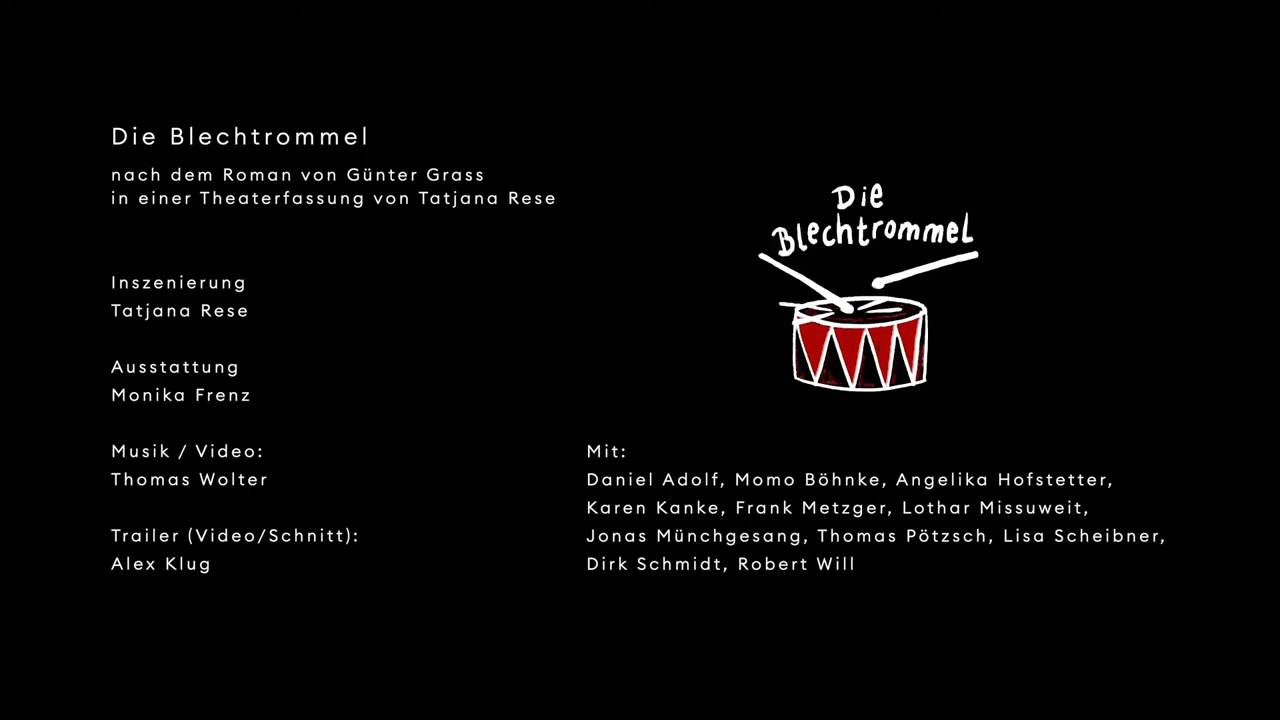 Die Blechtrommel
nach dem Roman von Günter Grass
in einer Theaterfassung von Tatjana Rese
Inszenierung
Tatjana Rese
Ausstattung
Monika Frenz
Musik / Video:
Thomas Wolter
Trailer (Video/Schnitt):
Alex Klug
Die
Blechtrommel
Mit:
Daniel Adolf, Momo Böhnke, Angelika Hofstetter,
Karen Kanke, Frank Metzger, Lothar Missuweit,
Jonas Münchgesang, Thomas Pötzsch, Lisa Scheibner,
Dirk Schmidt, Robert Will